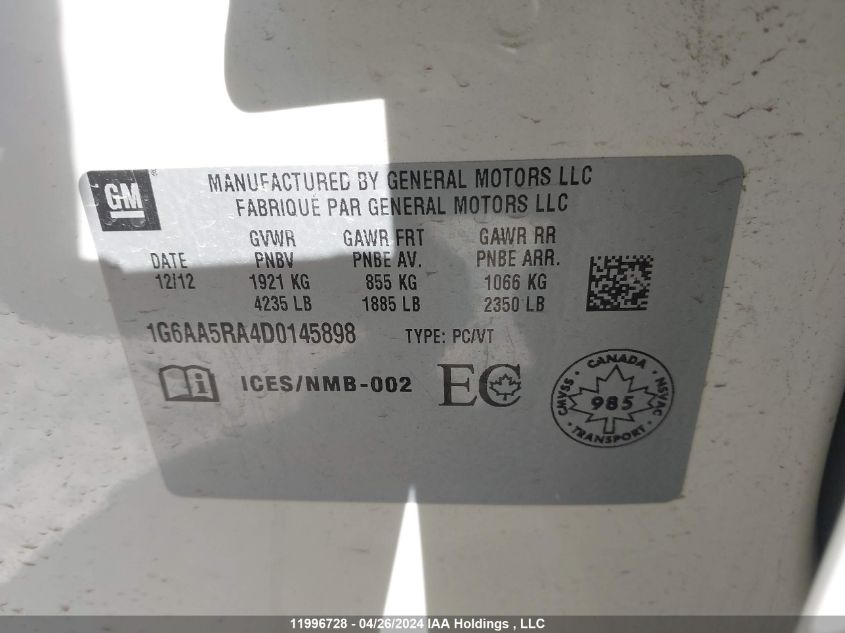 GM ®
MANUFACTURED BY GENERAL MOTORS LLC
FABRIQUÉ PAR GENERAL MOTORS LLC
DATE
12/12
GVWR
PNBV
1921 KG
4235 LB
GAWR FRT
PNBE AV.
855 KG
1885 LB
GAWR RR
PNBE ARR.
1066 KG
2350 LB
1G6AA5RA4D0145898 TYPE: PC/VT
i ICES/NMB-002 EC
CANADA
CMVSS 985 NSVAC
TRANSPORT
11996728 - 04/26/2024 IAA Holdings , LLC